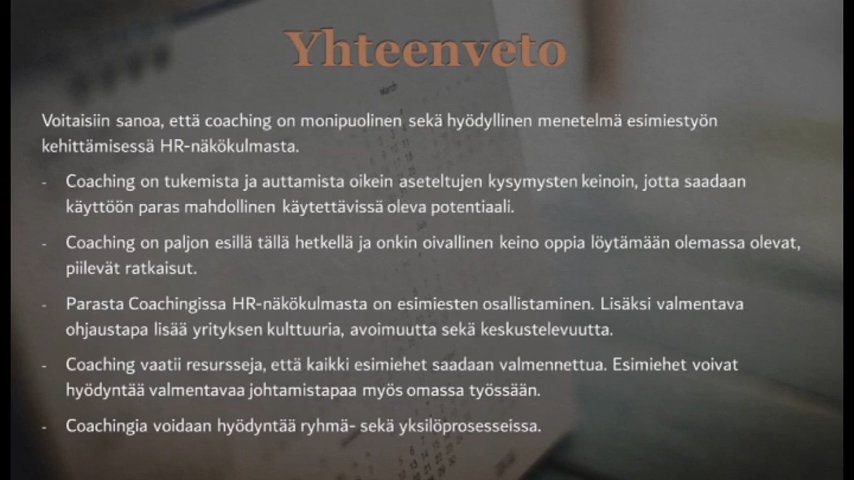 Yhteenveto
March
Voitaisiin sanoa, että coaching on monipuolinen sekä hyödyllinen menetelmä esimiestyön
kehittämisessä HR-näkökulmasta.
- Coaching on tukemista ja auttamista oikein aseteltujen kysymysten keinoin, jotta saadaan
käyttöön paras mahdollinen käytettävissä oleva potentiaali.
- Coaching on paljon esillä tällä hetkellä ja onkin oivallinen keino oppia löytämään olemassa olevat,
piilevät ratkaisut.
- Parasta Coachingissa HR-näkökulmasta on esimiesten osallistaminen. Lisäksi valmentava
ohjaustapa lisää yrityksen kulttuuria, avoimuutta sekä keskustelevuutta.
- Coaching vaatii resursseja, että kaikki esimiehet saadaan valmennettua. Esimiehet voivat
hyödyntää valmentavaa johtamistapaa myös omassa työssään.
- Coachingia voidaan hyödyntää ryhmä- sekä yksilöprosesseissa.